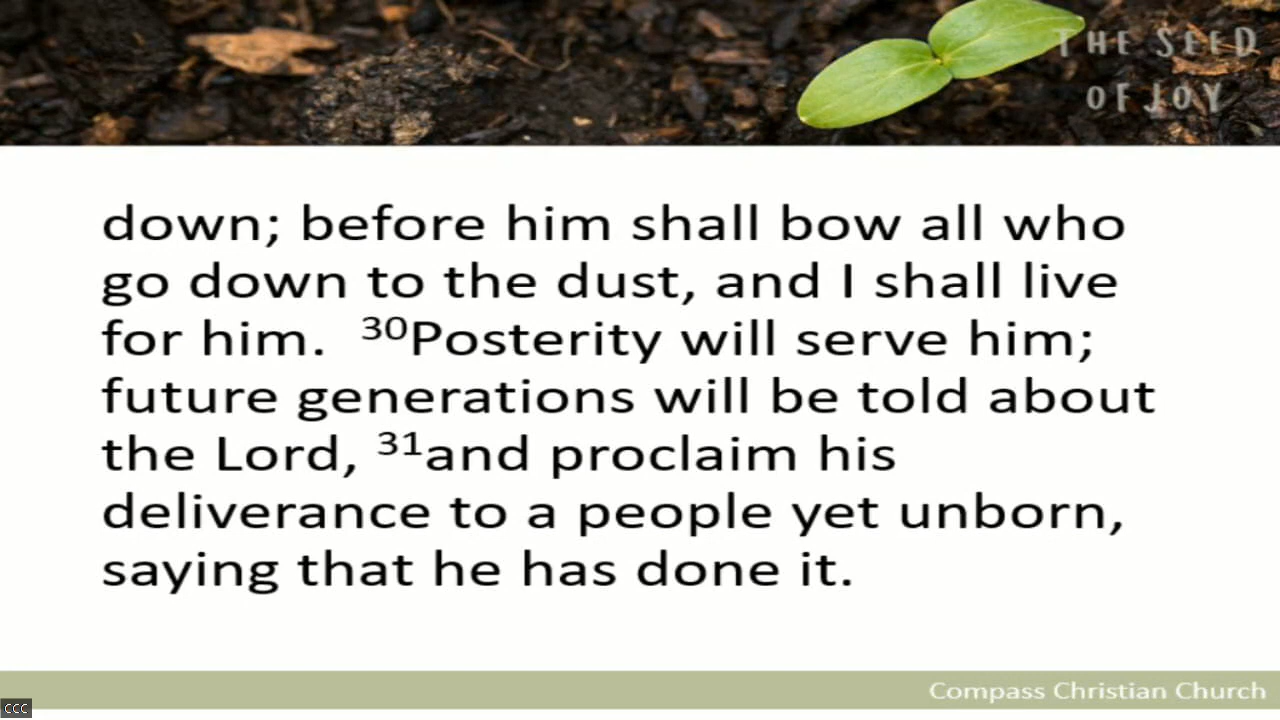 THE SEED
OF JOY
down; before him shall bow all who
go down to the dust, and I shall live
for him. ³⁰Posterity will serve him;
future generations will be told about
the Lord, ³¹and proclaim his
deliverance to a people yet unborn,
saying that he has done it.
Compass Christian Church
CCC